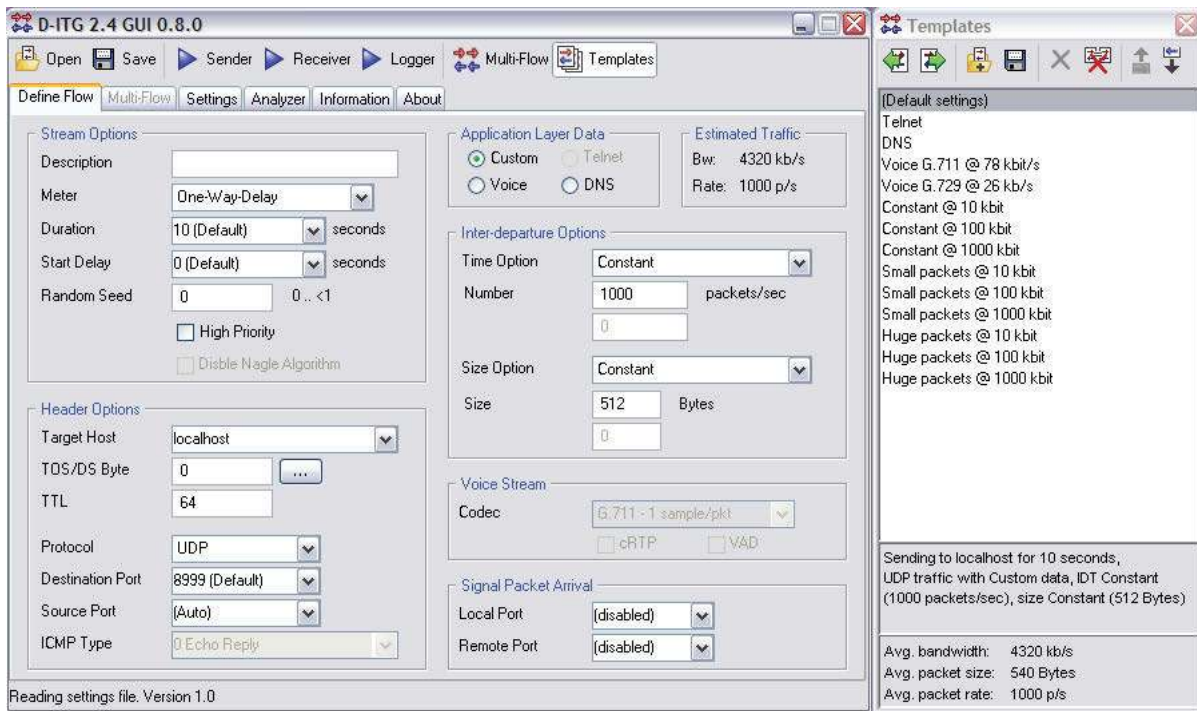 D-ITG 2.4 GUI 0.8.0
Open Save Sender Receiver Logger Multi-Flow Templates
Define Flow Multi-Flow Settings Analyzer Information About
Stream Options
Description
Meter One-Way-Delay
Duration 10 (Default) seconds
Start Delay 0 (Default) seconds
Random Seed 0 0 .. <1
High Priority
Disble Nagle Algorithm
Header Options
Target Host localhost
TOS/DS Byte 0 ...
TTL 64
Protocol UDP
Destination Port 8999 (Default)
Source Port (Auto)
ICMP Type 0 Echo Reply
Application Layer Data
Custom Telnet
Voice DNS
Estimated Traffic
Bw: 4320 kb/s
Rate: 1000 p/s
Inter-departure Options
Time Option Constant
Number 1000 packets/sec
0
Size Option Constant
Size 512 Bytes
0
Voice Stream
Codec G.711 - 1 sample/pkt
cRTP VAD
Signal Packet Arrival
Local Port (disabled)
Remote Port (disabled)
Reading settings file. Version 1.0
Templates
(Default settings)
Telnet
DNS
Voice G.711 @ 78 kbit/s
Voice G.729 @ 26 kb/s
Constant @ 10 kbit
Constant @ 100 kbit
Constant @ 1000 kbit
Small packets @ 10 kbit
Small packets @ 100 kbit
Small packets @ 1000 kbit
Huge packets @ 10 kbit
Huge packets @ 100 kbit
Huge packets @ 1000 kbit
Sending to localhost for 10 seconds,
UDP traffic with Custom data, IDT Constant
(1000 packets/sec), size Constant (512 Bytes)
Avg. bandwidth: 4320 kb/s
Avg. packet size: 540 Bytes
Avg. packet rate: 1000 p/s